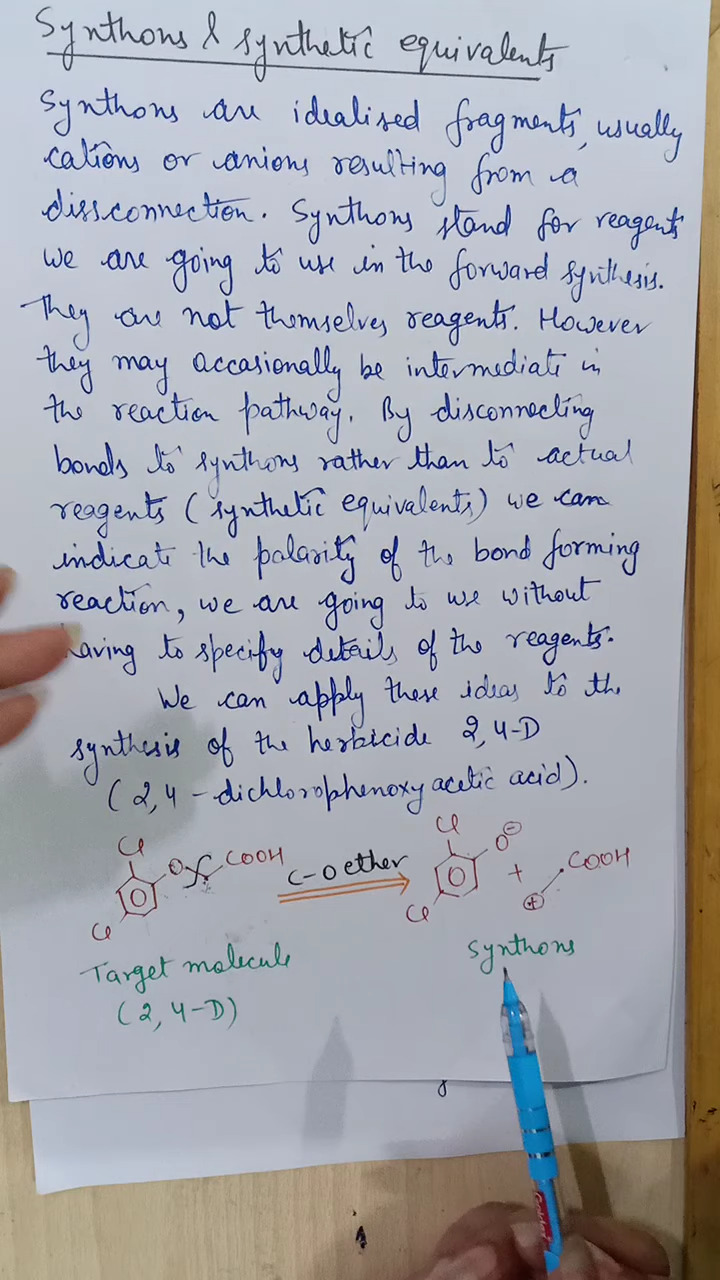 Synthons & synthetic equivalents
Synthons are idealised fragments, usually
cations or anions resulting from a
disssconnection. Synthons stand for reagents
we are going to use in the forward synthesis.
They are not themselves reagents. However
they may accasionally be intermediate in
the reaction pathway. By disconnecting
bonds to synthons rather than to actual
reagents (synthetic equivalents) we can
indicate the palarity of the bond forming
reaction, we are going to use without
having to specify details of the reagents.
We can apply these ideas to the
synthesis of the herbicide 2,4-D
(2,4-dichlorophenoxy acetic acid).
Cl
O
COOH
Cl
C-O ether
Cl
O⊖
+
COOH
⊕
Cl
Target molecule
(2,4-D)
Synthons